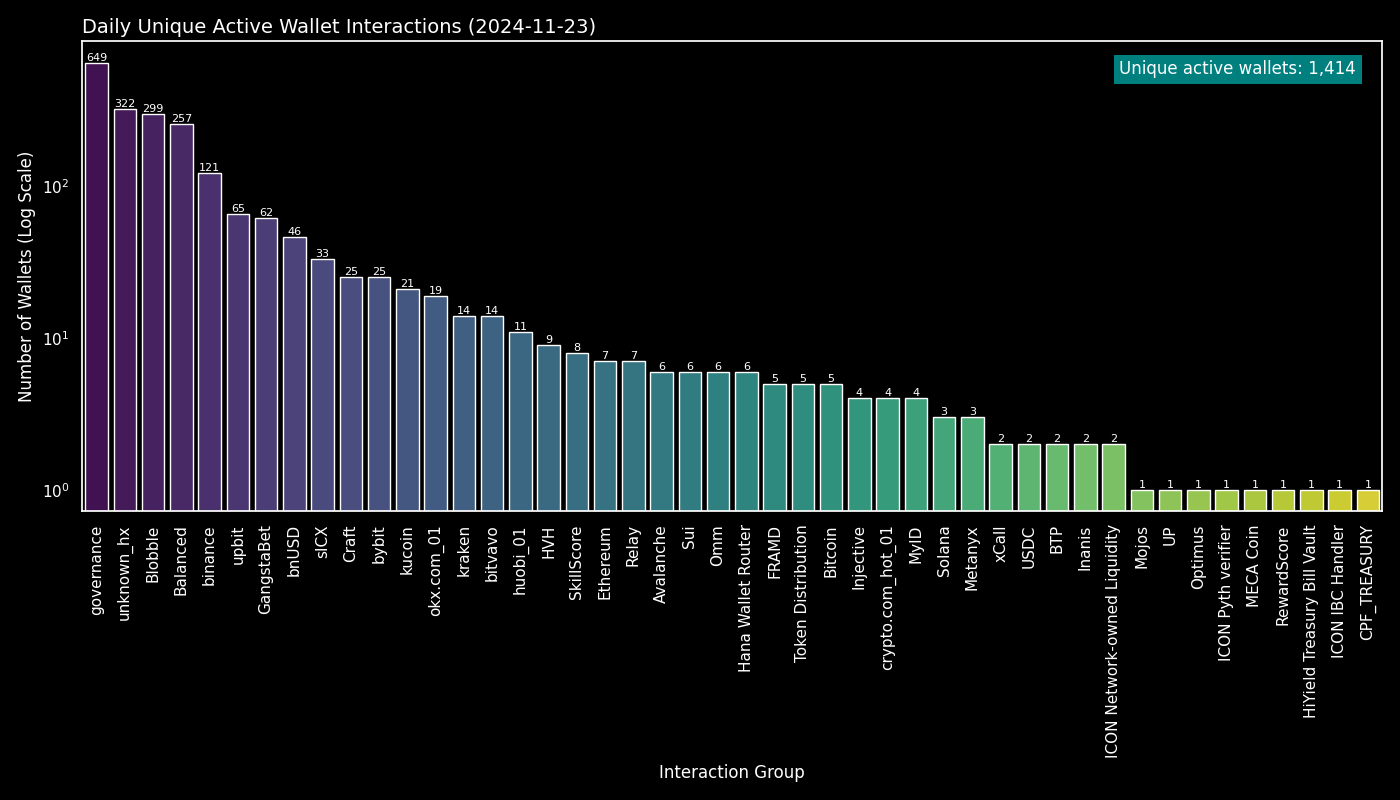 Daily Unique Active Wallet Interactions (2024-11-23)
Unique active wallets: 1,414
Number of Wallets (Log Scale)
10²
10¹
10⁰
649
322
299
257
121
65
62
46
33
25
25
21
19
14
14
11
9
8
7
7
6
6
6
6
5
5
5
4
4
4
3
3
2
2
2
2
2
1
1
1
1
1
1
1
1
1
governance
unknown_hx
Blobble
Balanced
binance
upbit
GangstaBet
bnUSD
sICX
Craft
bybit
kucoin
okx.com_01
kraken
bitvavo
huobi_01
HVH
SkillScore
Ethereum
Relay
Avalanche
Sui
Omm
Hana Wallet Router
FRAMD
Token Distribution
Bitcoin
Injective
crypto.com_hot_01
MyID
Solana
Metanyx
xCall
USDC
BTP
Inamis
ICON Network-owned Liquidity
Mojos
UP
Optimus
ICON Pyth verifier
MECA Coin
RewardScore
HiYield Treasury Bill Vault
ICON IBC Handler
CPF_TREASURY
Interaction Group